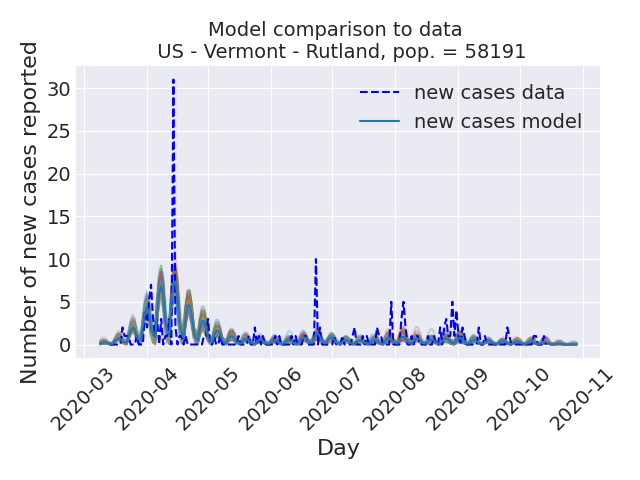 Model comparison to data
US - Vermont - Rutland, pop. = 58191
Number of new cases reported
30
25
20
15
10
5
0
new cases data
new cases model
2020-03
2020-04
2020-05
2020-06
2020-07
2020-08
2020-09
2020-10
2020-11
Day